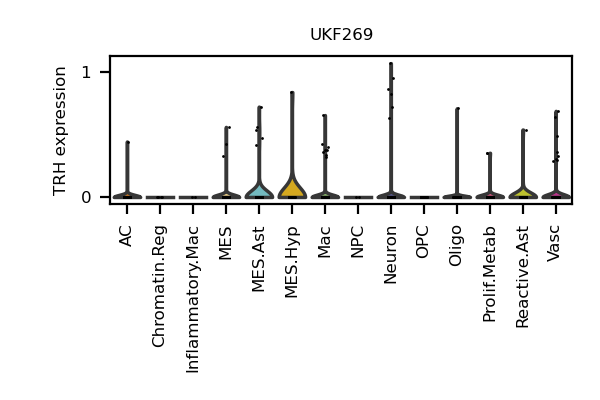 UKF269
TRH expression
1
0
AC
Chromatin.Reg
Inflammatory.Mac
MES
MES.Ast
MES.Hyp
Mac
NPC
Neuron
OPC
Oligo
Prolif.Metab
Reactive.Ast
Vasc